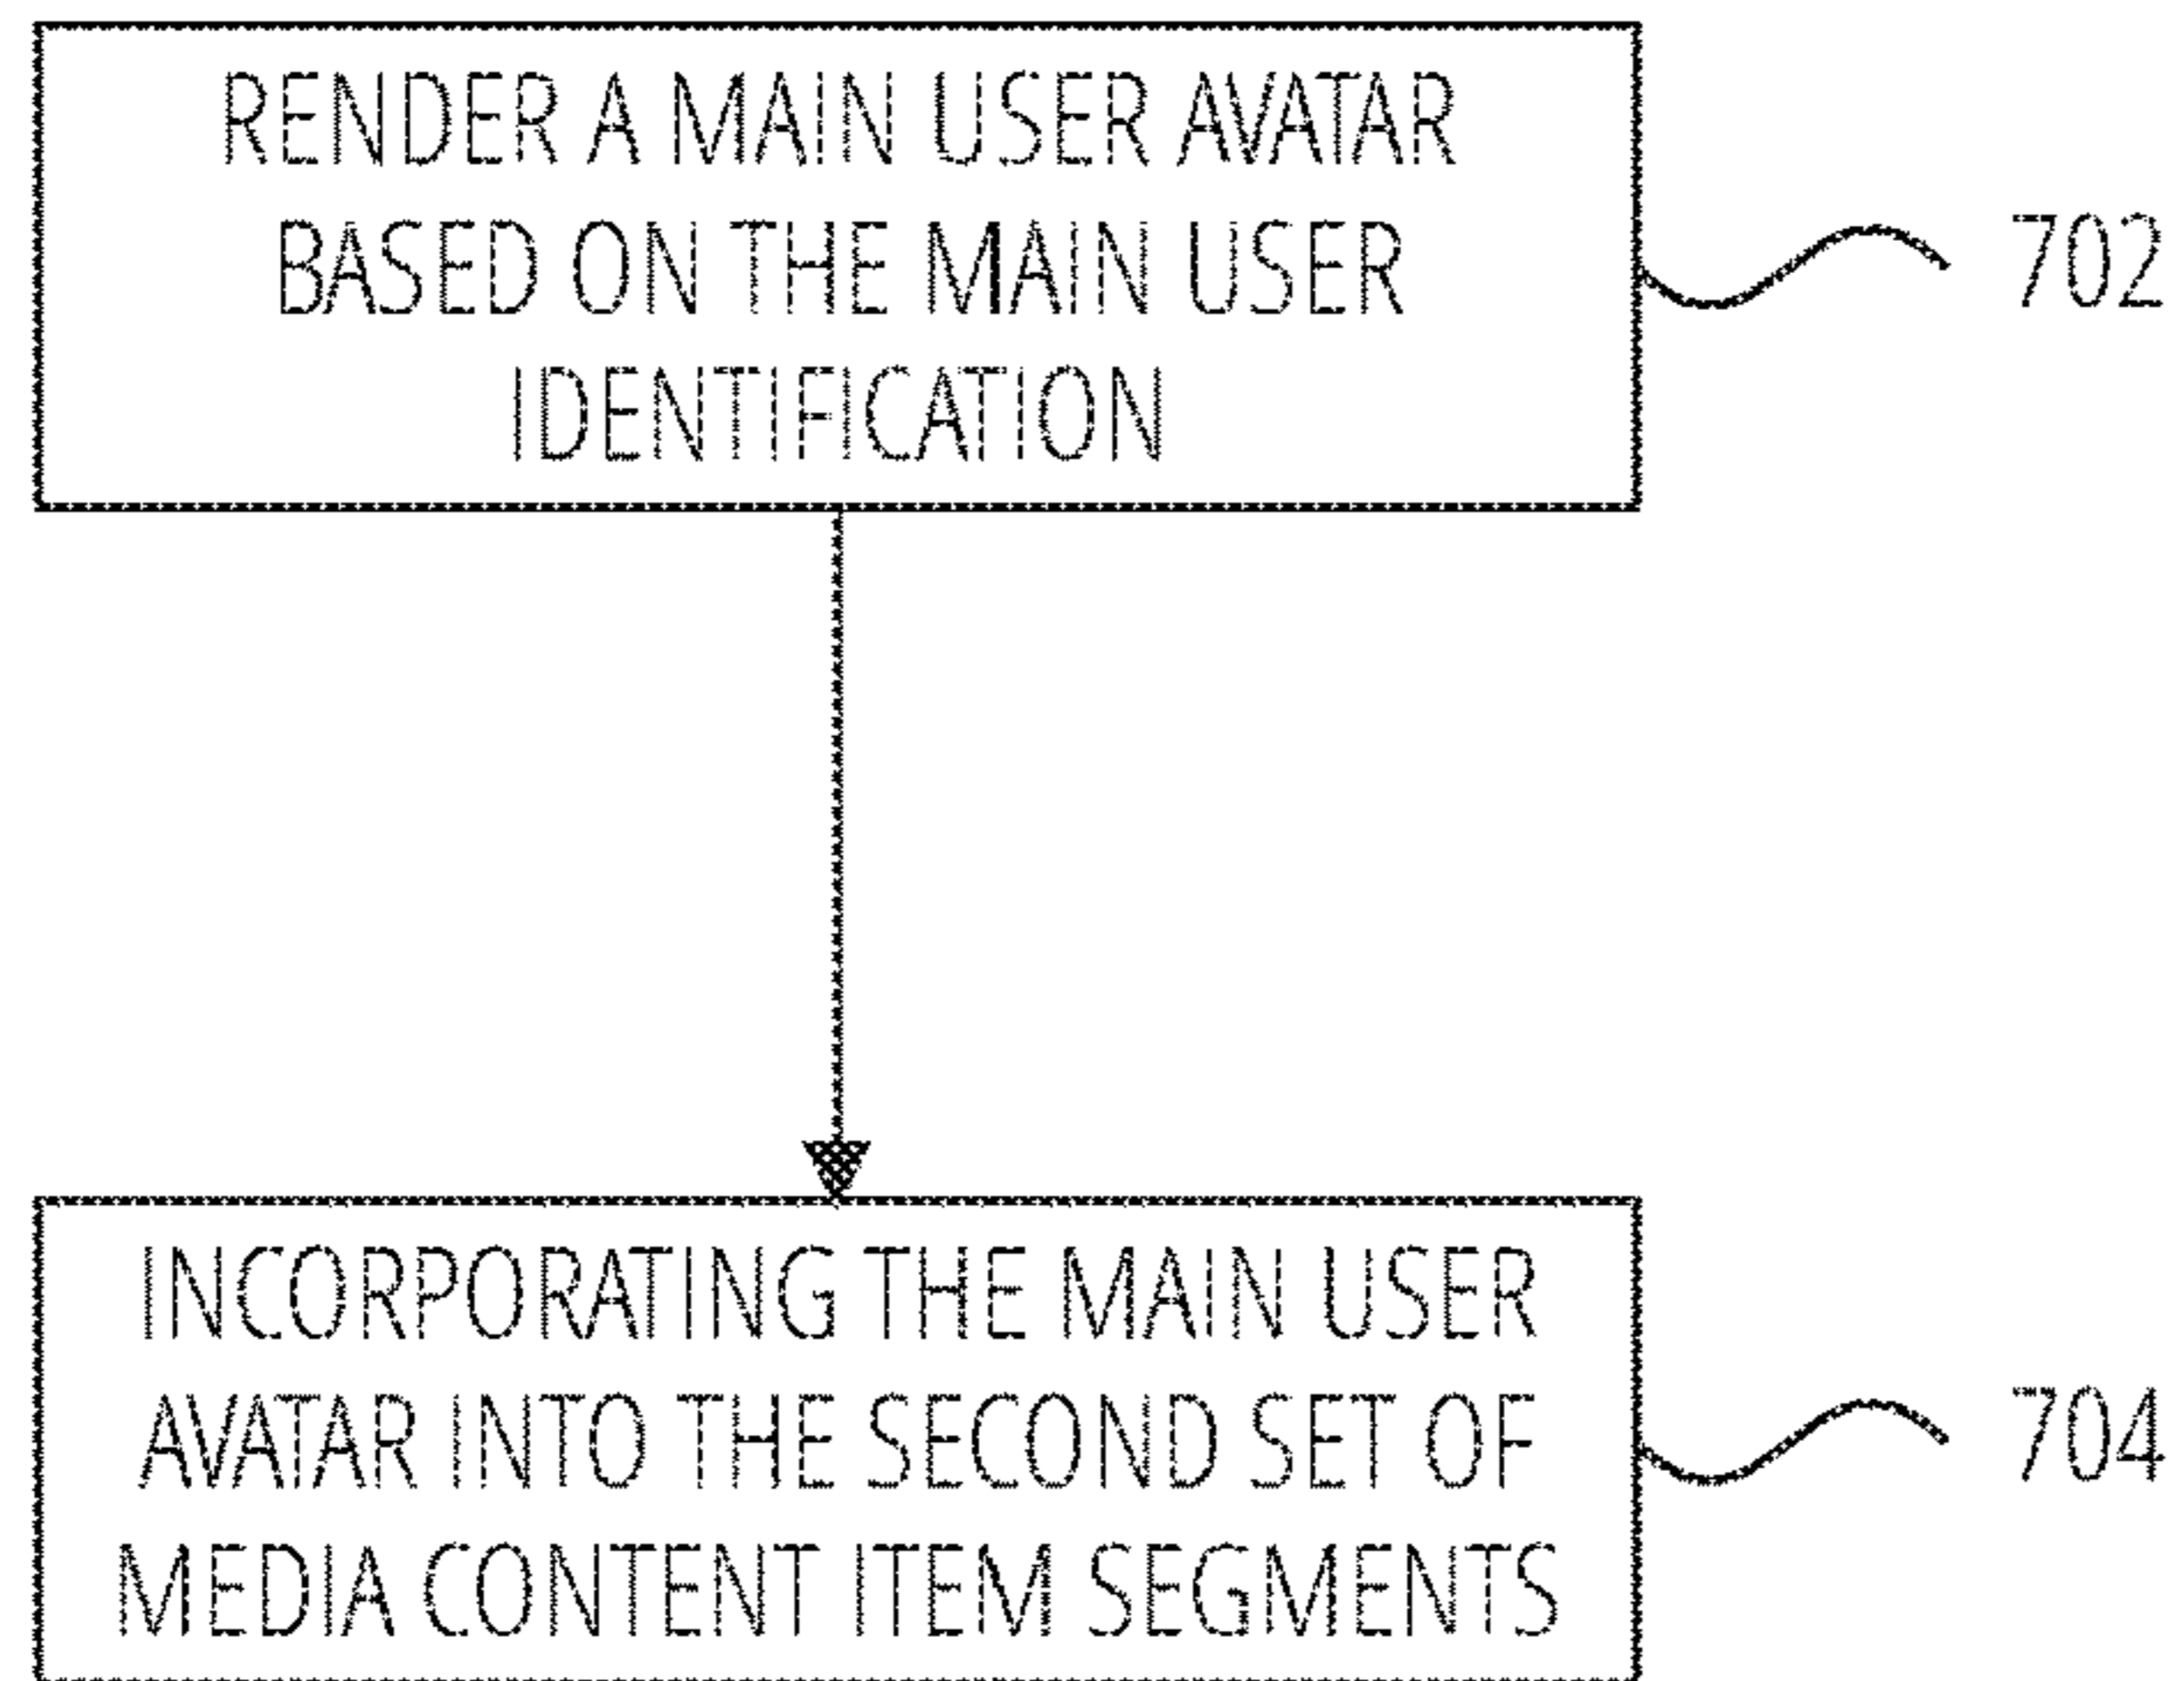 RENDER A MAIN USER AVATAR
BASED ON THE MAIN USER
IDENTIFICATION
702
INCORPORATING THE MAIN USER
AVATAR INTO THE SECOND SET OF
MEDIA CONTENT ITEM SEGMENTS
704